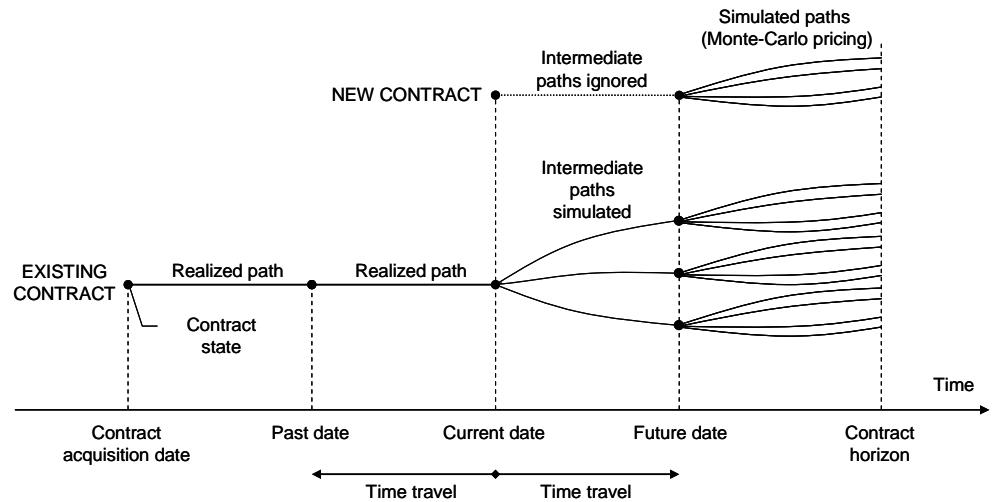 Simulated paths
(Monte-Carlo pricing)
Intermediate
paths ignored
NEW CONTRACT
Intermediate
paths
simulated
EXISTING
CONTRACT
Realized path
Realized path
Contract
state
Time
Contract
acquisition date
Past date
Current date
Future date
Contract
horizon
Time travel
Time travel